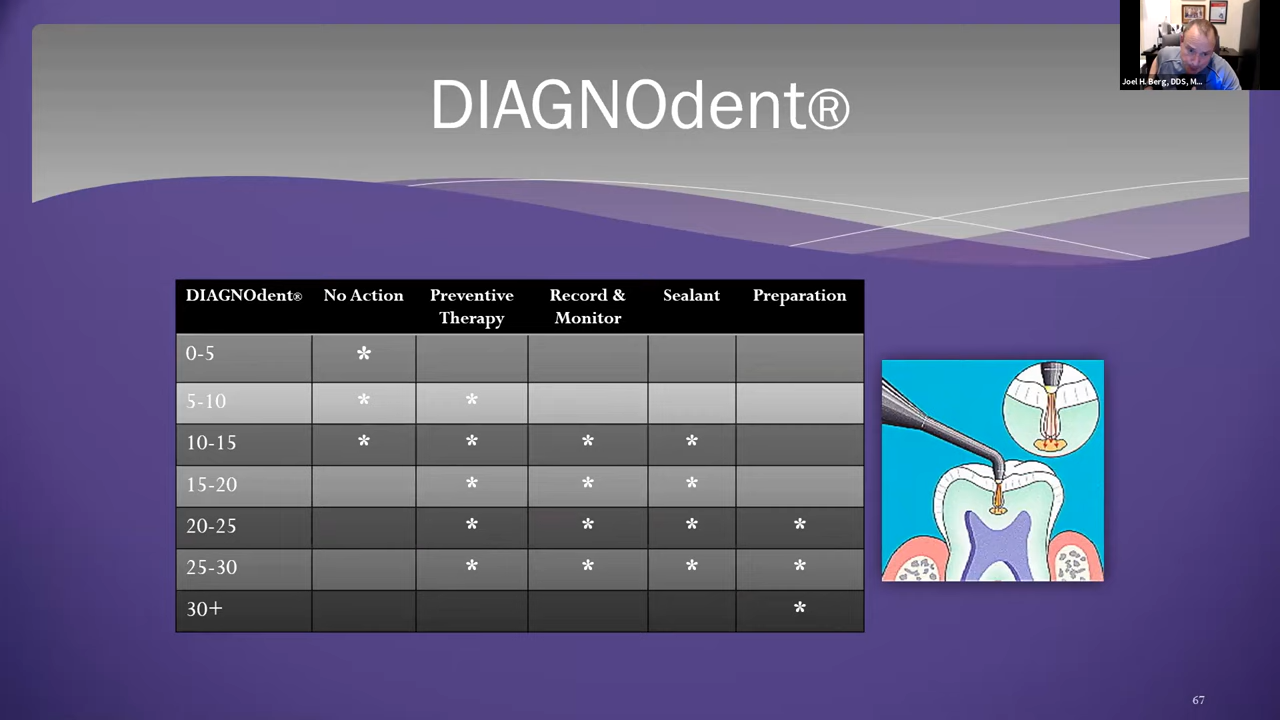 Joel H. Berg, DDS, M...
DIAGNOdent®
DIAGNOdent® No Action Preventive Therapy Record & Monitor Sealant Preparation
0-5 *
5-10 * *
10-15 * * * *
15-20 * * *
20-25 * * * *
25-30 * * * *
30+ *
67